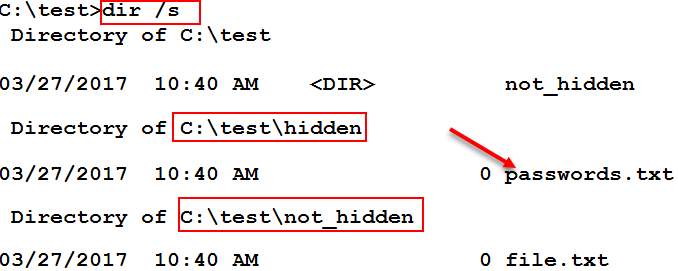 C:\test>dir /s
Directory of C:\test
03/27/2017 10:40 AM <DIR> not_hidden
Directory of C:\test\hidden
03/27/2017 10:40 AM 0 passwords.txt
Directory of C:\test\not_hidden
03/27/2017 10:40 AM 0 file.txt